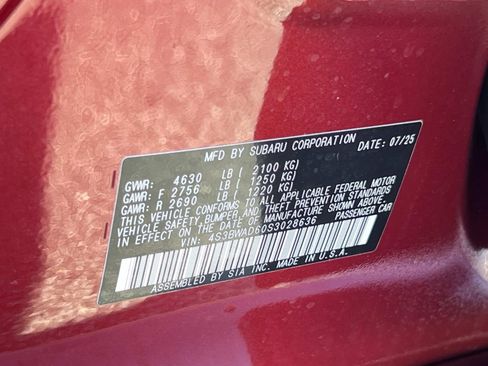 MFD BY SUBARU CORPORATION DATE: 07/25
GVWR: 4630 LB ( 2100 KG)
GAWR: F 2756 LB ( 1250 KG)
GAWR: R 2690 LB ( 1220 KG)
THIS VEHICLE CONFORMS TO ALL APPLICABLE FEDERAL MOTOR
VEHICLE SAFETY, BUMPER AND THEFT PREVENTION STANDARDS
IN EFFECT ON THE DATE OF MANUFACTURE SHOWN ABOVE.
VIN: 4S3BWAD60S3028636 PASSENGER CAR
ASSEMBLED BY SIA INC. MADE IN U.S.A.